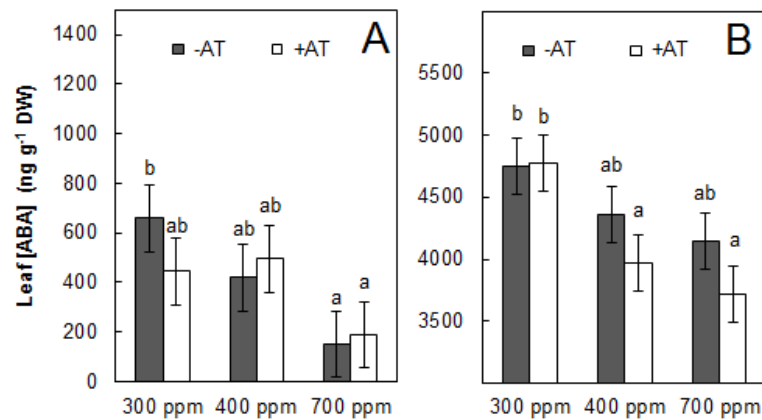 Leaf [ABA] (ng g⁻¹ DW)
1400
1200
1000
800
600
400
200
0
-AT +AT
A
b
ab
ab
ab
a
a
300 ppm 400 ppm 700 ppm
5500
5000
4500
4000
3500
-AT +AT
B
b
b
ab
a
ab
a
300 ppm 400 ppm 700 ppm